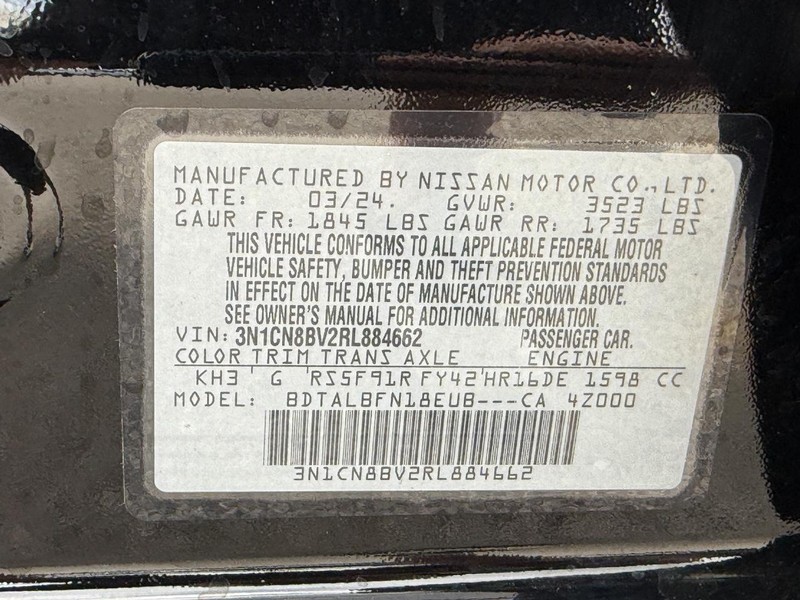 MANUFACTURED BY NISSAN MOTOR CO., LTD.
DATE: 03/24. GVWR: 3523 LBS
GAWR FR: 1845 LBS GAWR RR: 1735 LBS
THIS VEHICLE CONFORMS TO ALL APPLICABLE FEDERAL MOTOR
VEHICLE SAFETY, BUMPER AND THEFT PREVENTION STANDARDS
IN EFFECT ON THE DATE OF MANUFACTURE SHOWN ABOVE.
SEE OWNER'S MANUAL FOR ADDITIONAL INFORMATION.
VIN: 3N1CN8BV2RL884662 PASSENGER CAR.
COLOR TRIM TRANS AXLE ENGINE
KH3 G RS5F91R FY42 HR16DE 1598 CC
MODEL: BDTALBFN18EUB---CA 4Z000
3N1CN8BV2RL884662